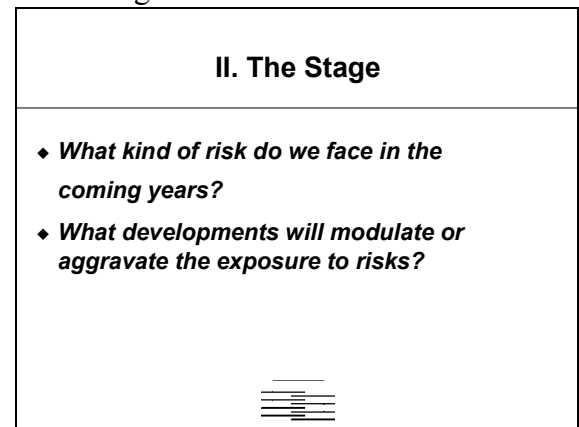 II. The Stage
◆ What kind of risk do we face in the
coming years?
◆ What developments will modulate or
aggravate the exposure to risks?